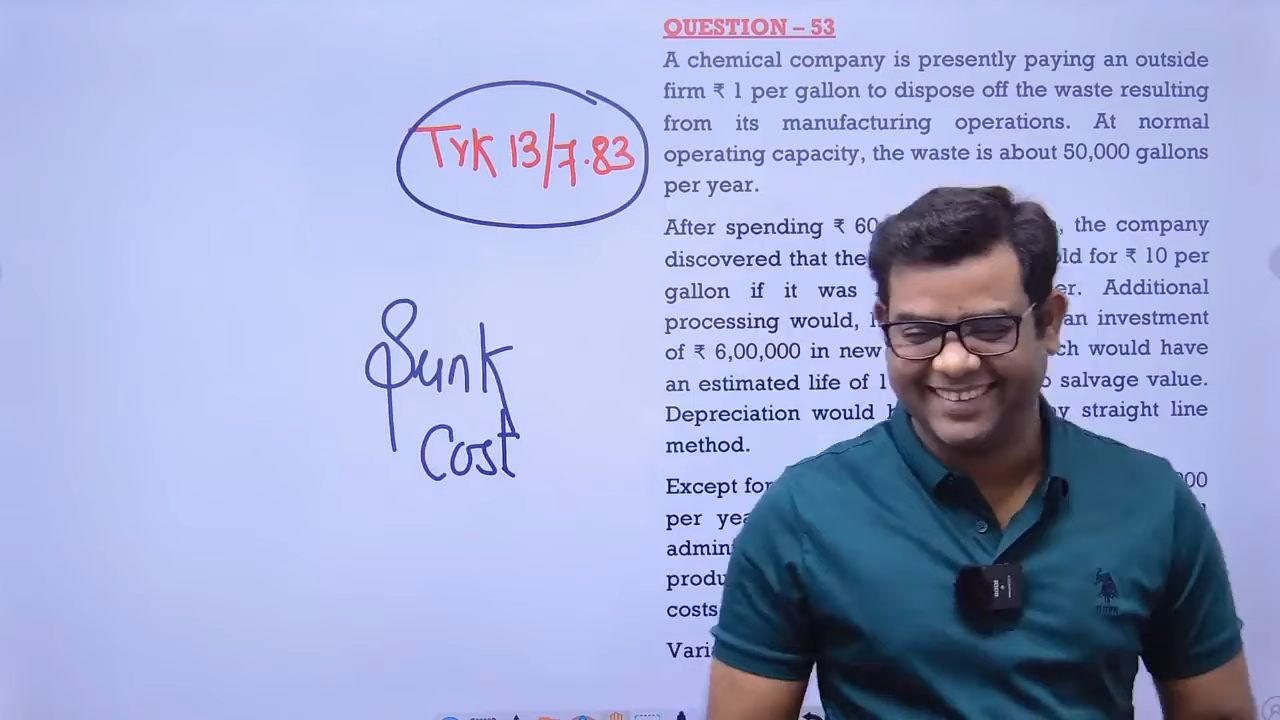 QUESTION – 53
A chemical company is presently paying an outside
firm ₹ 1 per gallon to dispose off the waste resulting
from its manufacturing operations. At normal
operating capacity, the waste is about 50,000 gallons
per year.
After spending ₹ 60 , the company
discovered that the old for ₹ 10 per
gallon if it was er. Additional
processing would, an investment
of ₹ 6,00,000 in new ch would have
an estimated life of 1 salvage value.
Depreciation would by straight line
method.
Except for 000
per yea
admin
produ
costs
Vari
Tyk 13/7.83
Sunk
Cost